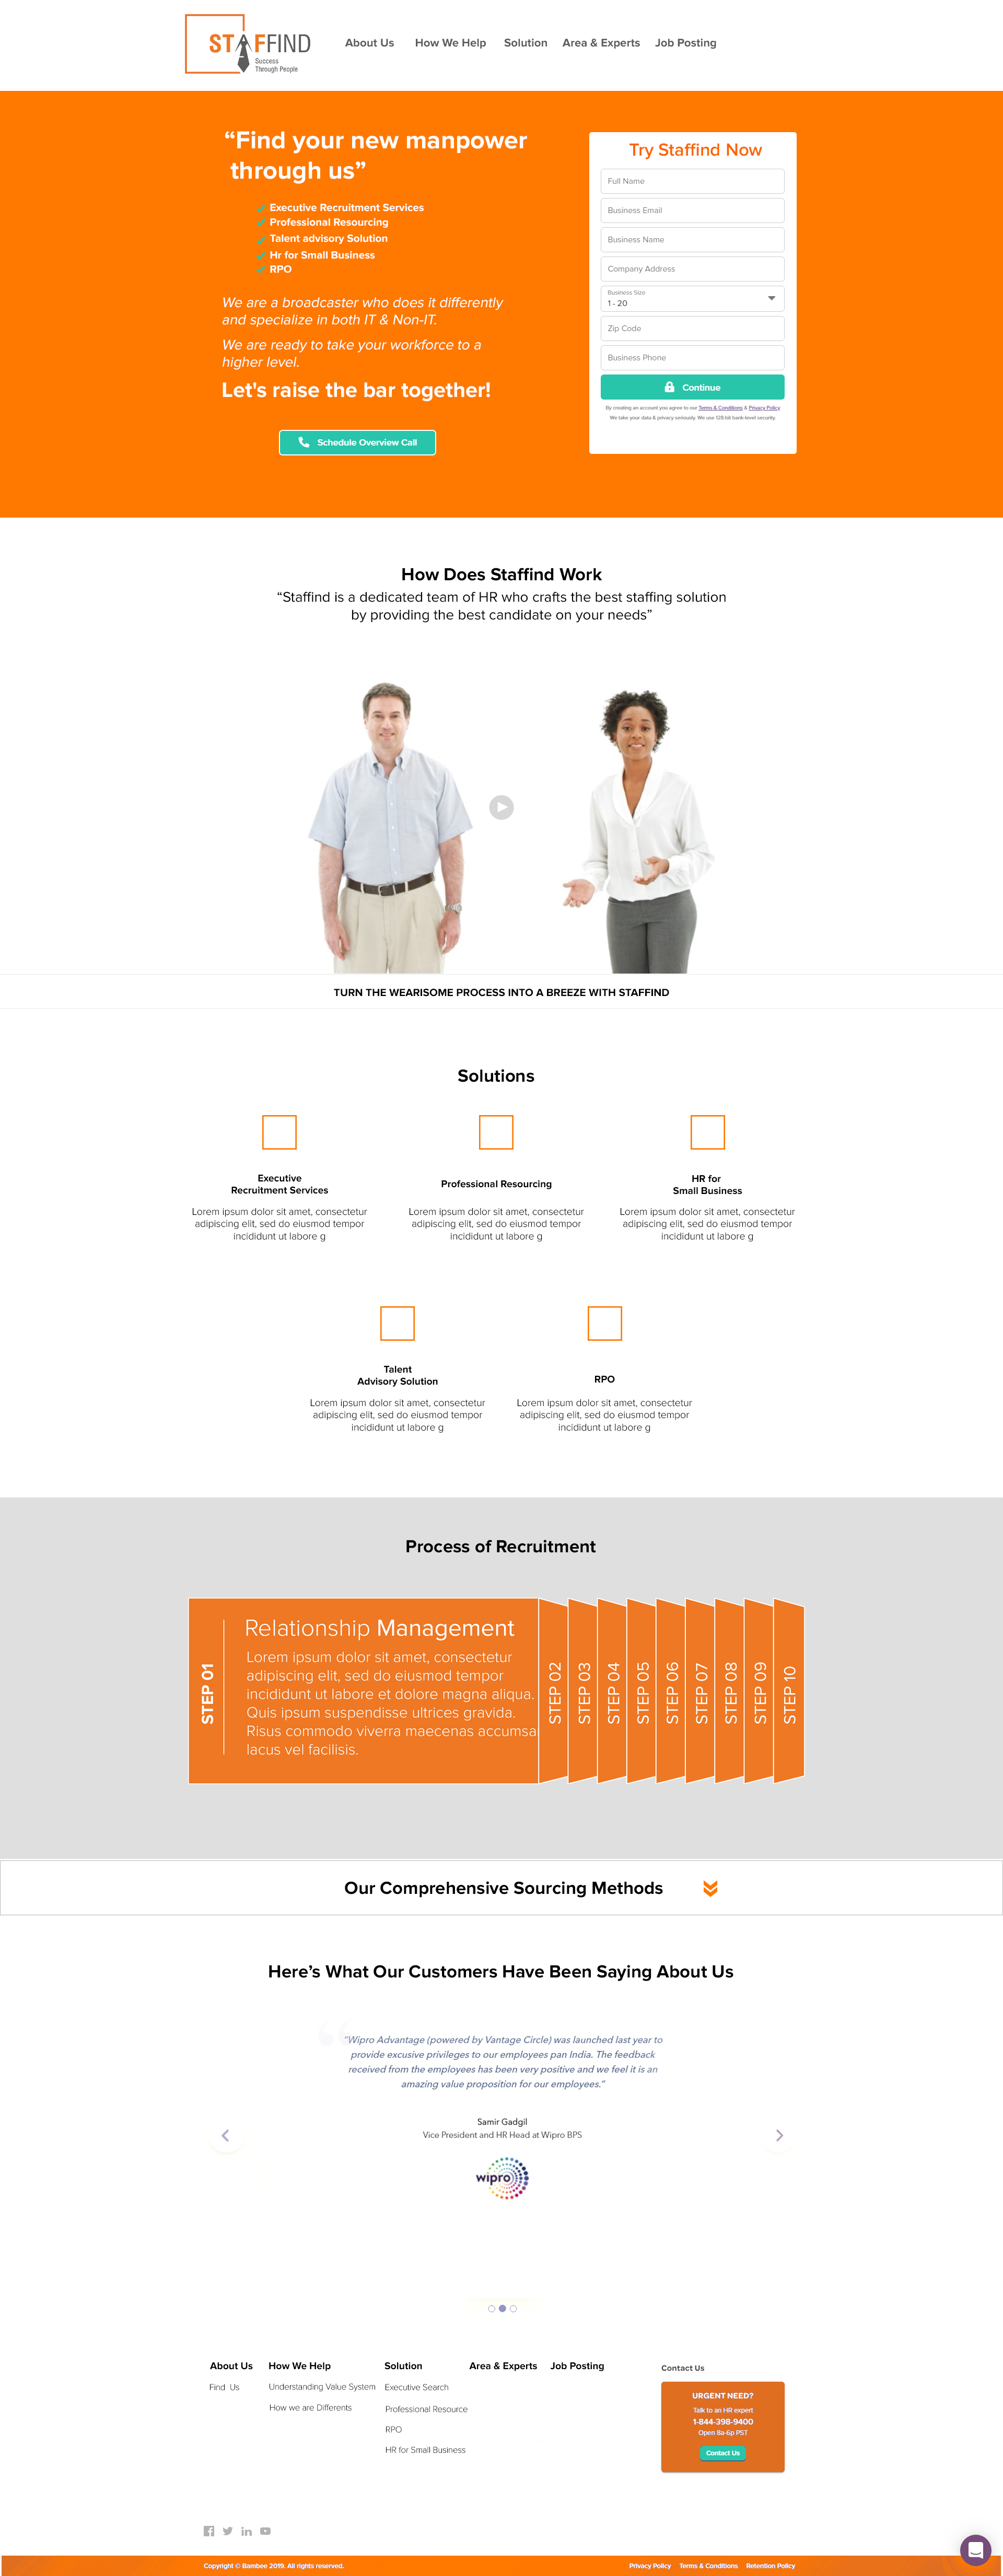 STAFFIND
Success
Through People
About Us
How We Help
Solution
Area & Experts
Job Posting
“Find your new manpower
through us”
Executive Recruitment Services
Professional Resourcing
Talent advisory Solution
Hr for Small Business
RPO
We are a broadcaster who does it differently
and specialize in both IT & Non-IT.
We are ready to take your workforce to a
higher level.
Let's raise the bar together!
Schedule Overview Call
Try Staffind Now
Full Name
Business Email
Business Name
Company Address
Business Size
1 - 20
Zip Code
Business Phone
Continue
By creating an account you agree to our Terms & Conditions & Privacy Policy
We take your data & privacy seriously. We use 128-bit bank-level security.
How Does Staffind Work
“Staffind is a dedicated team of HR who crafts the best staffing solution
by providing the best candidate on your needs”
TURN THE WEARISOME PROCESS INTO A BREEZE WITH STAFFIND
Solutions
Executive
Recruitment Services
Lorem ipsum dolor sit amet, consectetur
adipiscing elit, sed do eiusmod tempor
incididunt ut labore g
Professional Resourcing
Lorem ipsum dolor sit amet, consectetur
adipiscing elit, sed do eiusmod tempor
incididunt ut labore g
HR for
Small Business
Lorem ipsum dolor sit amet, consectetur
adipiscing elit, sed do eiusmod tempor
incididunt ut labore g
Talent
Advisory Solution
Lorem ipsum dolor sit amet, consectetur
adipiscing elit, sed do eiusmod tempor
incididunt ut labore g
RPO
Lorem ipsum dolor sit amet, consectetur
adipiscing elit, sed do eiusmod tempor
incididunt ut labore g
Process of Recruitment
STEP 01
Relationship Management
Lorem ipsum dolor sit amet, consectetur
adipiscing elit, sed do eiusmod tempor
incididunt ut labore et dolore magna aliqua.
Quis ipsum suspendisse ultrices gravida.
Risus commodo viverra maecenas accumsa
lacus vel facilisis.
STEP 02
STEP 03
STEP 04
STEP 05
STEP 06
STEP 07
STEP 08
STEP 09
STEP 10
Our Comprehensive Sourcing Methods
Here’s What Our Customers Have Been Saying About Us
“Wipro Advantage (powered by Vantage Circle) was launched last year to
provide excusive privileges to our employees pan India. The feedback
received from the employees has been very positive and we feel it is an
amazing value proposition for our employees.”
Samir Gadgil
Vice President and HR Head at Wipro BPS
wipro
About Us
Find Us
How We Help
Understanding Value System
How we are Differents
Solution
Executive Search
Professional Resource
RPO
HR for Small Business
Area & Experts
Job Posting
Contact Us
URGENT NEED?
Talk to an HR expert
1-844-398-9400
Open 8a-6p PST
Contact Us
Copyright © Bambee 2019. All rights reserved.
Privacy Policy
Terms & Conditions
Retention Policy